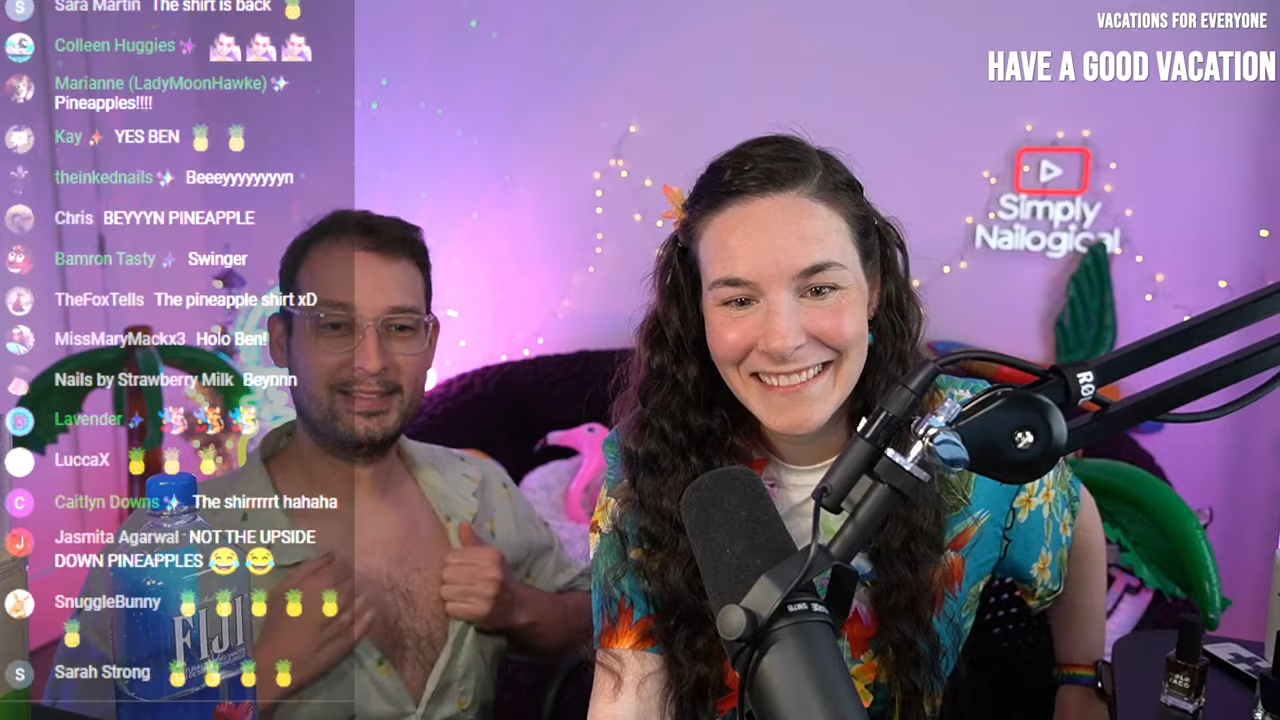 Sara Martin The shirt is back
VACATIONS FOR EVERYONE
HAVE A GOOD VACATION
Colleen Huggies
Marianne (LadyMoonHawke)
Pineapples!!!!
Kay YES BEN
theinkednails Beeeyyyyyyyyn
Chris BEYYYN PINEAPPLE
Bamron Tasty Swinger
TheFoxTells The pineapple shirt xD
MissMaryMackx3 Holo Ben!
Nails by Strawberry Milk Beynnn
Lavender
LuccaX
Caitlyn Downs The shirrrrrt hahaha
Jasmita Agarwal NOT THE UPSIDE
DOWN PINEAPPLES
SnuggleBunny
Sarah Strong
Simply
Nailogical
FIJI
RØDE
S
C
J
S